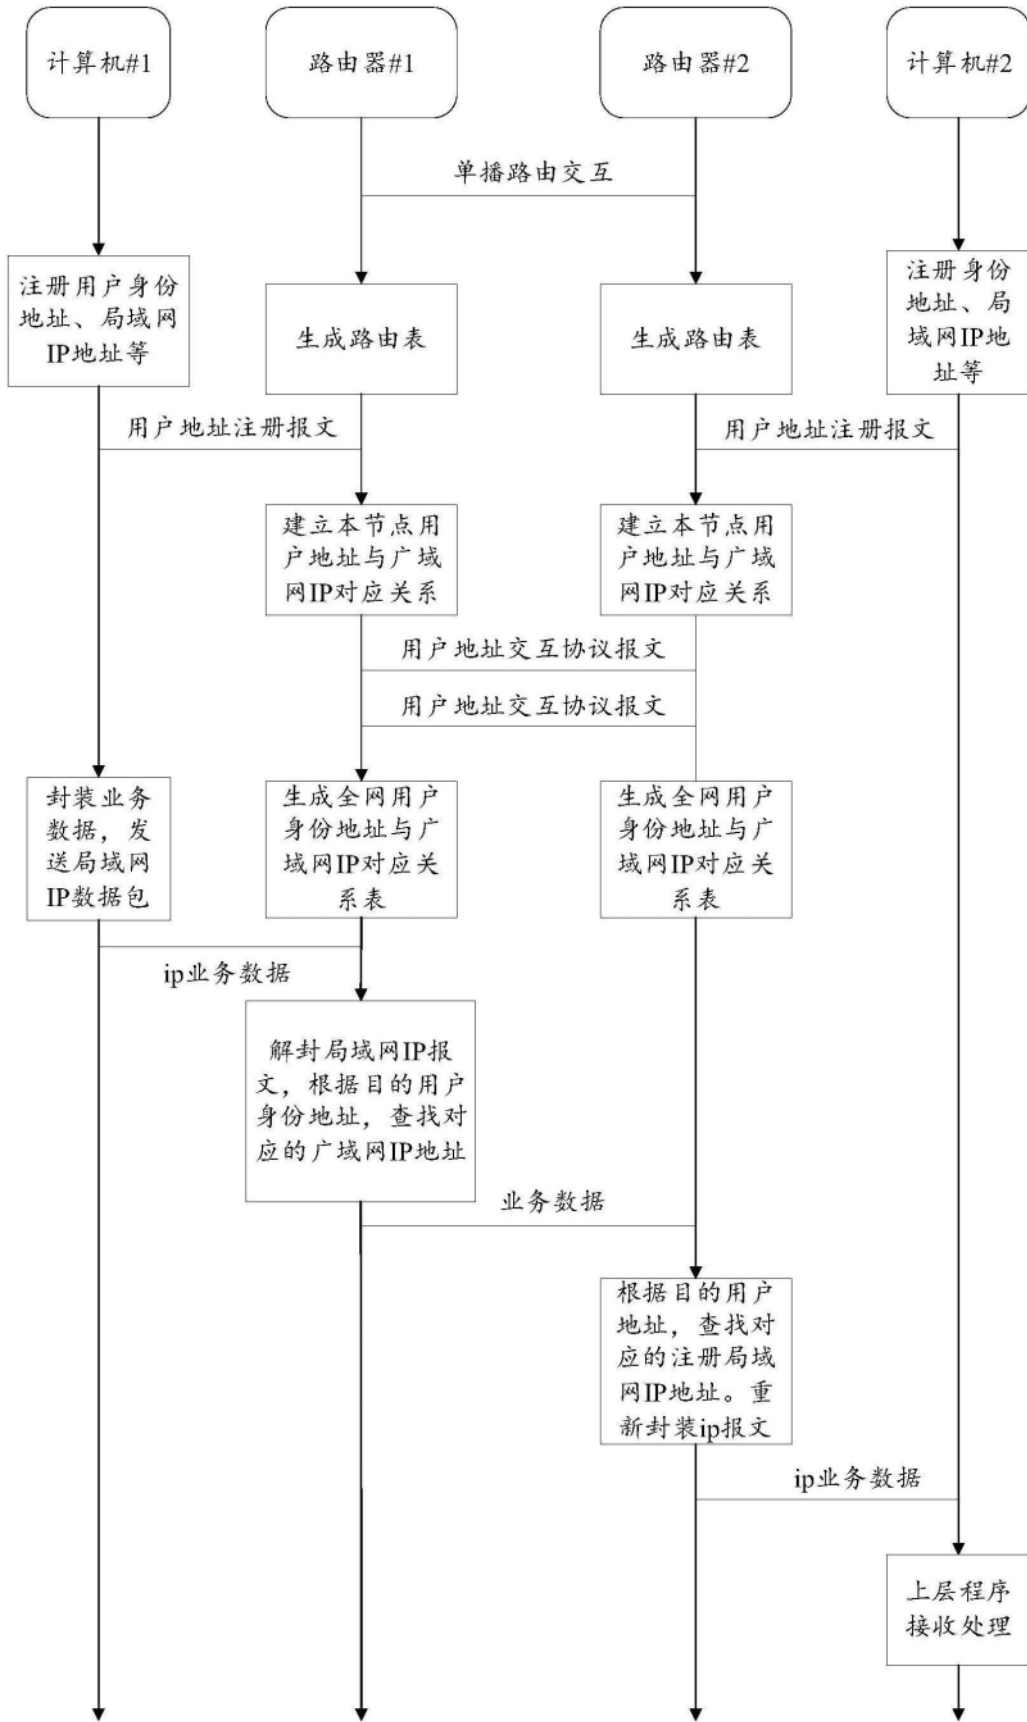 计算机#1
路由器#1
路由器#2
计算机#2
单播路由交互
注册用户身份
地址、局域网
IP地址等
生成路由表
生成路由表
注册身份
地址、局
域网IP地
址等
用户地址注册报文
用户地址注册报文
建立本节点用
户地址与广域
网IP对应关系
建立本节点用
户地址与广域
网IP对应关系
用户地址交互协议报文
用户地址交互协议报文
封装业务
数据，发
送局域网
IP数据包
生成全网用户
身份地址与广
域网IP对应关
系表
生成全网用户
身份地址与广
域网IP对应关
系表
ip业务数据
解封局域网IP报
文，根据目的用户
身份地址，查找对
应的广域网IP地址
业务数据
根据目的用户
地址，查找对
应的注册局域
网IP地址。重
新封装ip报文
ip业务数据
上层程序
接收处理